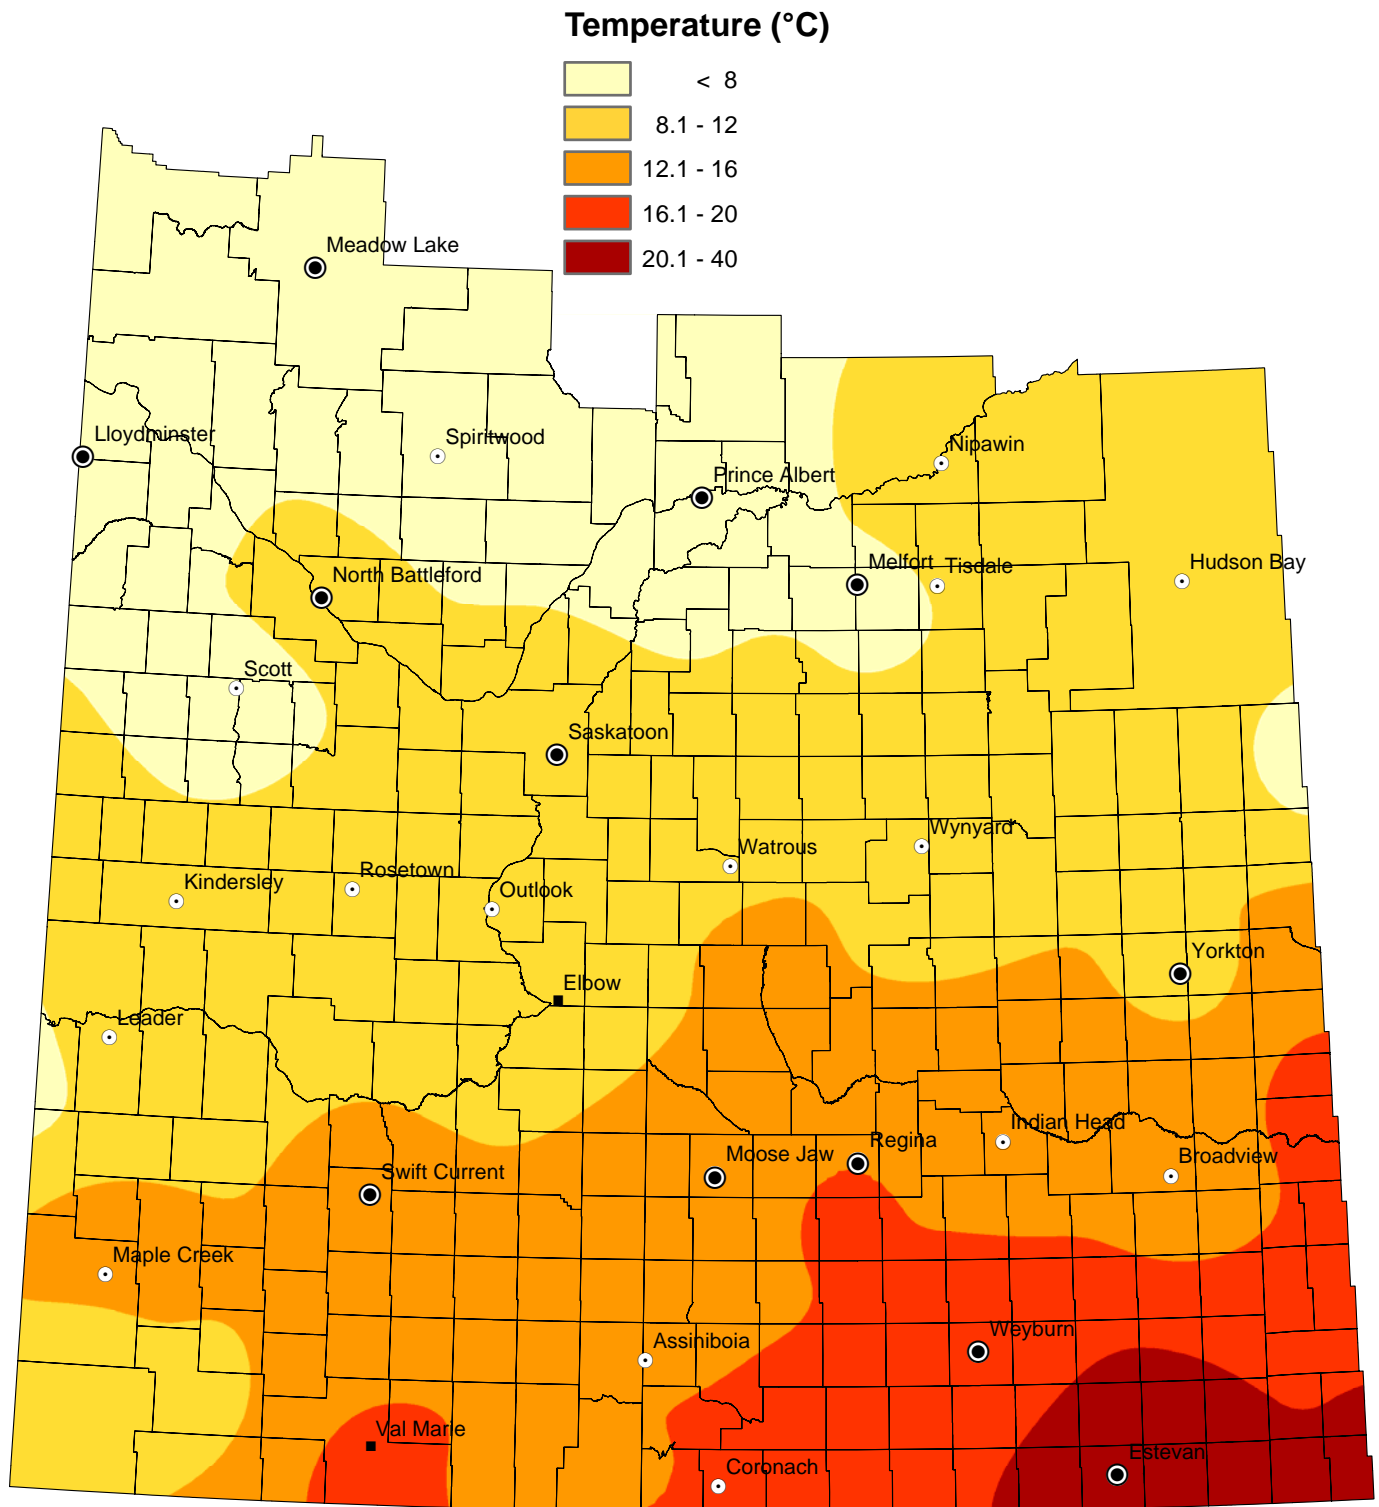 Temperature (°C)
< 8
8.1 - 12
12.1 - 16
16.1 - 20
20.1 - 40
Meadow Lake
Lloydminster
Spiritwood
Nipawin
Prince Albert
Melfort
Tisdale
Hudson Bay
North Battleford
Scott
Saskatoon
Watrous
Wynyard
Kindersley
Rosetown
Outlook
Yorkton
Elbow
Leader
Indian Head
Regina
Moose Jaw
Broadview
Swift Current
Maple Creek
Assiniboia
Weyburn
Val Marie
Coronach
Estevan